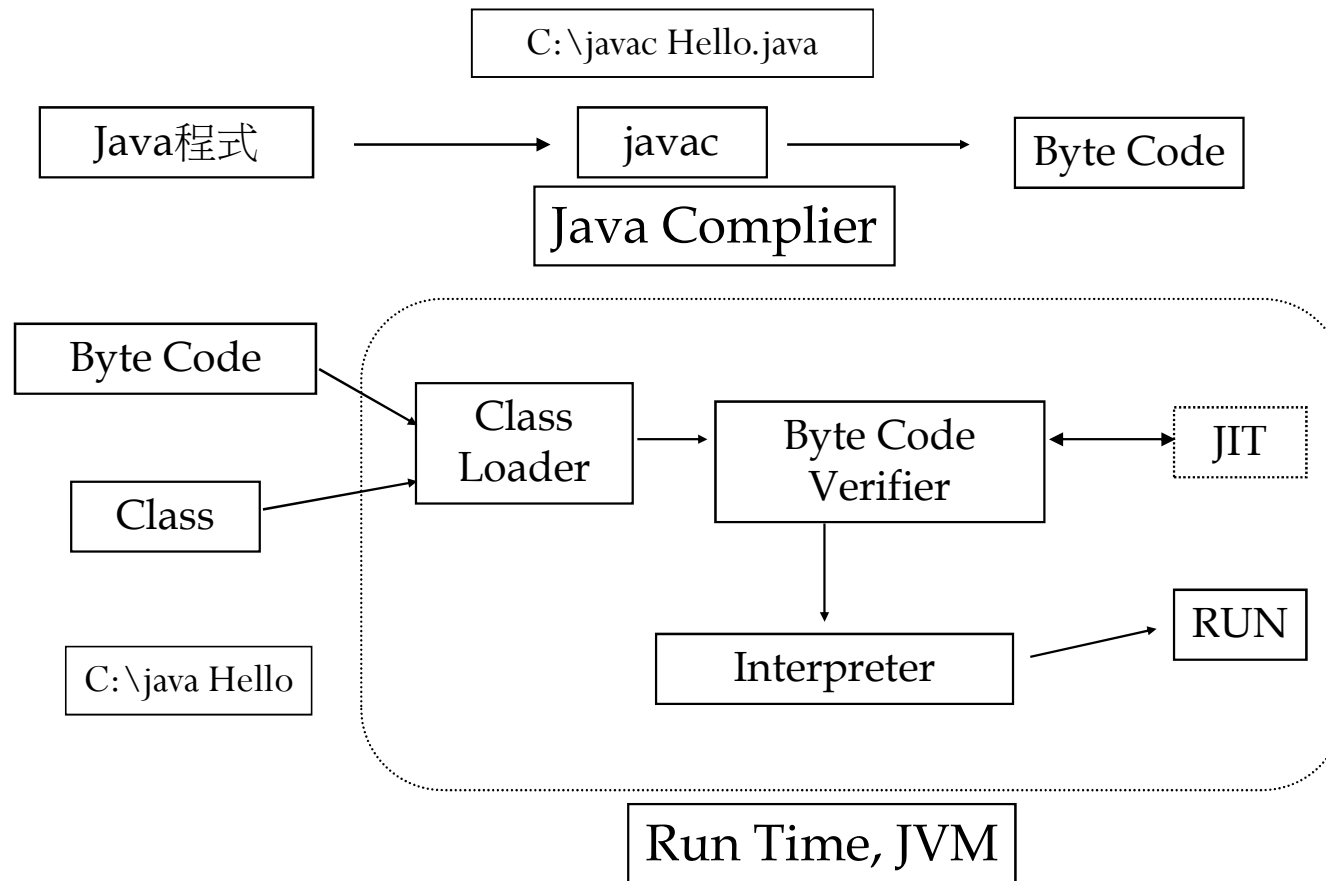 C:\javac Hello.java
Java程式
javac
Byte Code
Java Complier
Byte Code
Class
Loader
Byte Code
Verifier
JIT
Class
RUN
Interpreter
C:\java Hello
Run Time, JVM